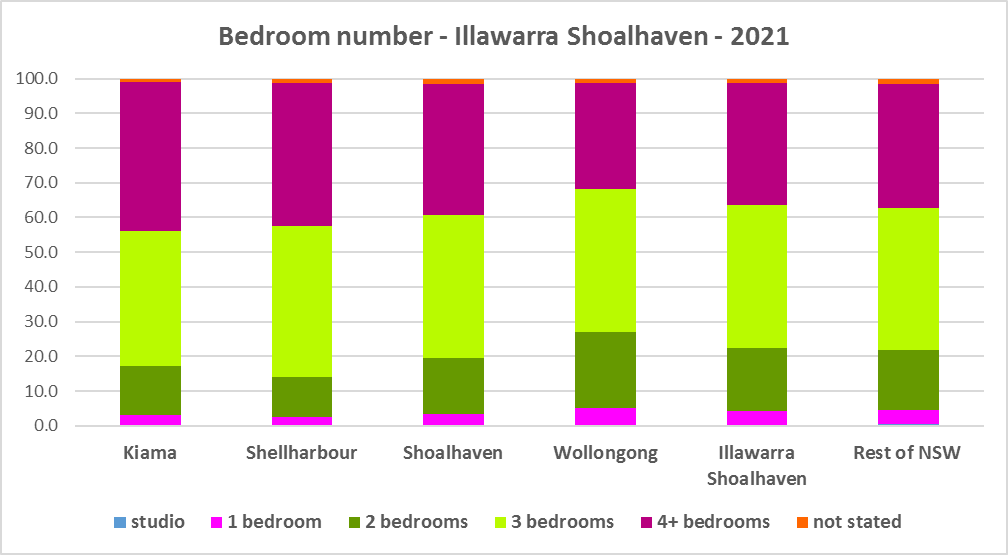 Bedroom number - Illawarra Shoalhaven - 2021
100.0
90.0
80.0
70.0
60.0
50.0
40.0
30.0
20.0
10.0
0.0
Kiama
Shellharbour
Shoalhaven
Wollongong
Illawarra
Shoalhaven
Rest of NSW
studio
1 bedroom
2 bedrooms
3 bedrooms
4+ bedrooms
not stated